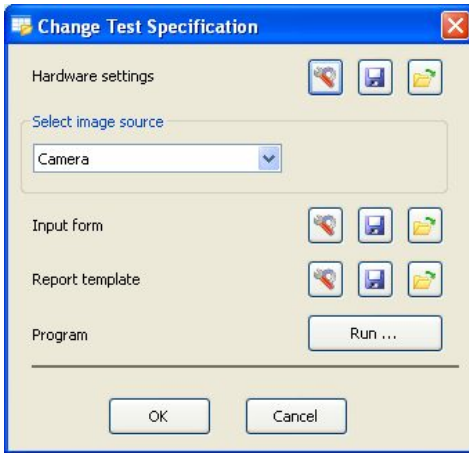 Change Test Specification
Hardware settings
Select image source
Camera
Input form
Report template
Program
Run ...
OK
Cancel